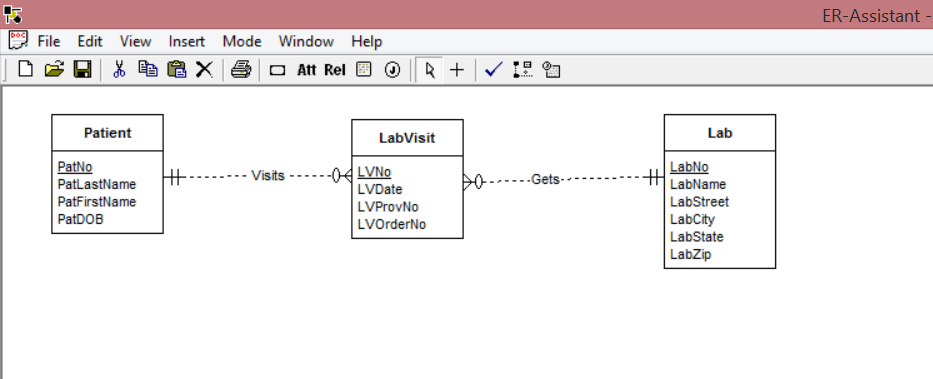 ER-Assistant -
DOC File Edit View Insert Mode Window Help
Att Rel J
Patient
PatNo
PatLastName
PatFirstName
PatDOB
Visits
LabVisit
LVNo
LVDate
LVProvNo
LVOrderNo
Gets
Lab
LabNo
LabName
LabStreet
LabCity
LabState
LabZip